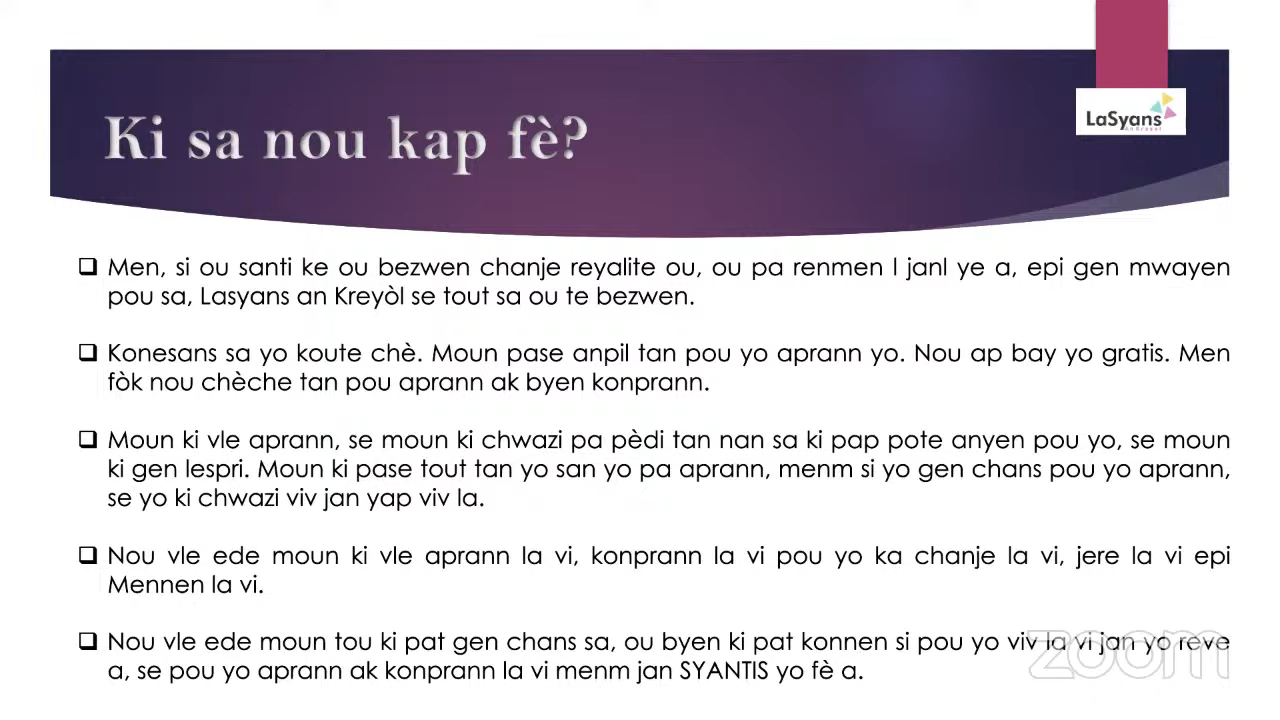 Ki sa nou kap fè?
LaSyans
An Kreyol
Men, si ou santi ke ou bezwen chanje reyalite ou, ou pa renmen l janl ye a, epi gen mwayen
pou sa, Lasyans an Kreyòl se tout sa ou te bezwen.
Konesans sa yo koute chè. Moun pase anpil tan pou yo aprann yo. Nou ap bay yo gratis. Men
fòk nou chèche tan pou aprann ak byen konprann.
Moun ki vle aprann, se moun ki chwazi pa pèdi tan nan sa ki pap pote anyen pou yo, se moun
ki gen lespri. Moun ki pase tout tan yo san yo pa aprann, menm si yo gen chans pou yo aprann,
se yo ki chwazi viv jan yap viv la.
Nou vle ede moun ki vle aprann la vi, konprann la vi pou yo ka chanje la vi, jere la vi epi
Mennen la vi.
Nou vle ede moun tou ki pat gen chans sa, ou byen ki pat konnen si pou yo viv la vi jan yo reve
a, se pou yo aprann ak konprann la vi menm jan SYANTIS yo fè a.
zoom